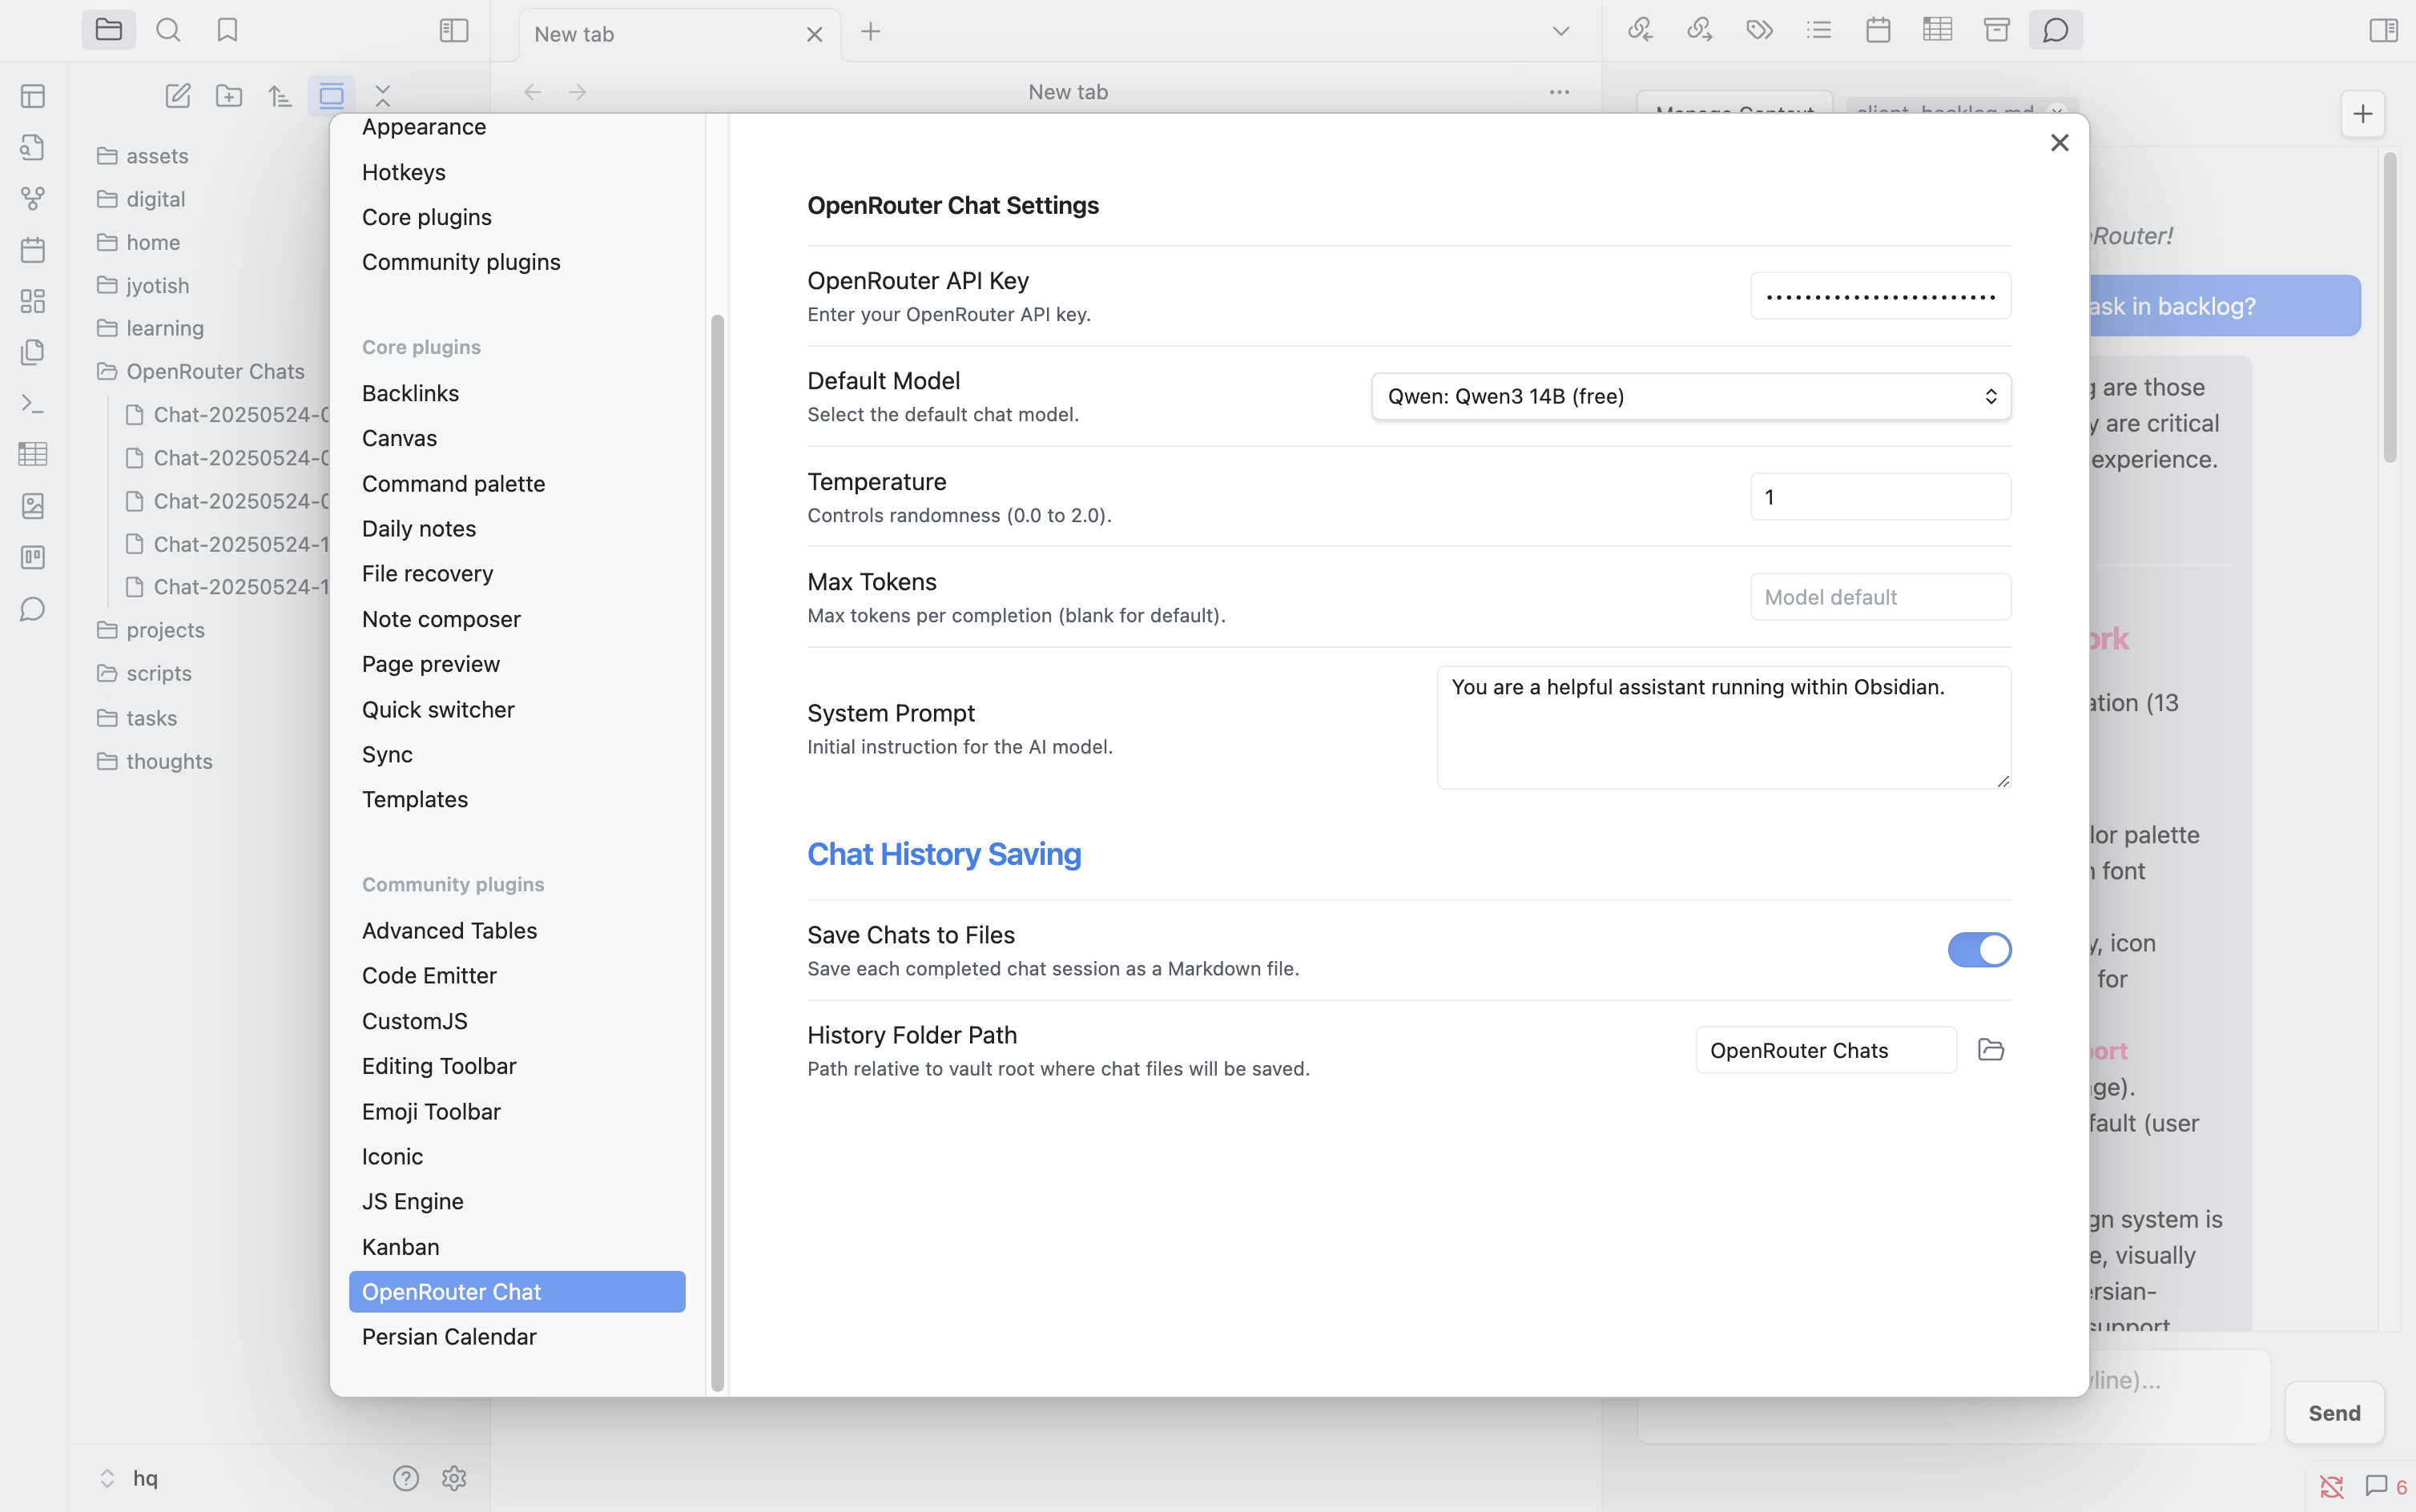 New tab
New tab
Manage Context
client_backlog.md
assets
digital
home
jyotish
learning
OpenRouter Chats
Chat-20250524-0
Chat-20250524-0
Chat-20250524-0
Chat-20250524-1
Chat-20250524-1
projects
scripts
tasks
thoughts
hq
Appearance
Hotkeys
Core plugins
Community plugins
Core plugins
Backlinks
Canvas
Command palette
Daily notes
File recovery
Note composer
Page preview
Quick switcher
Sync
Templates
Community plugins
Advanced Tables
Code Emitter
CustomJS
Editing Toolbar
Emoji Toolbar
Iconic
JS Engine
Kanban
OpenRouter Chat
Persian Calendar
OpenRouter Chat Settings
OpenRouter API Key
Enter your OpenRouter API key.
Default Model
Select the default chat model.
Qwen: Qwen3 14B (free)
Temperature
Controls randomness (0.0 to 2.0).
1
Max Tokens
Max tokens per completion (blank for default).
Model default
System Prompt
Initial instruction for the AI model.
You are a helpful assistant running within Obsidian.
Chat History Saving
Save Chats to Files
Save each completed chat session as a Markdown file.
History Folder Path
Path relative to vault root where chat files will be saved.
OpenRouter Chats
Router!
ask in backlog?
are those
are critical
experience.
ork
ation (13
lor palette
font
, icon
for
ort
ge).
fault (user
gn system is
e, visually
rsian-
support
line)...
Send
6